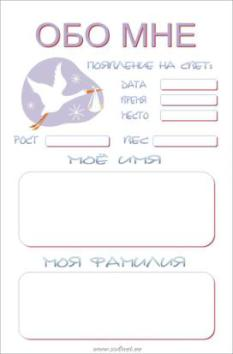 ОБО МНЕ
ПОЯВЛЕНИЕ НА СВЕТ:
ДАТА
ВРЕМЯ
МЕСТО
РОСТ ВЕС
МОЁ ИМЯ
МОЯ ФАМИЛИЯ